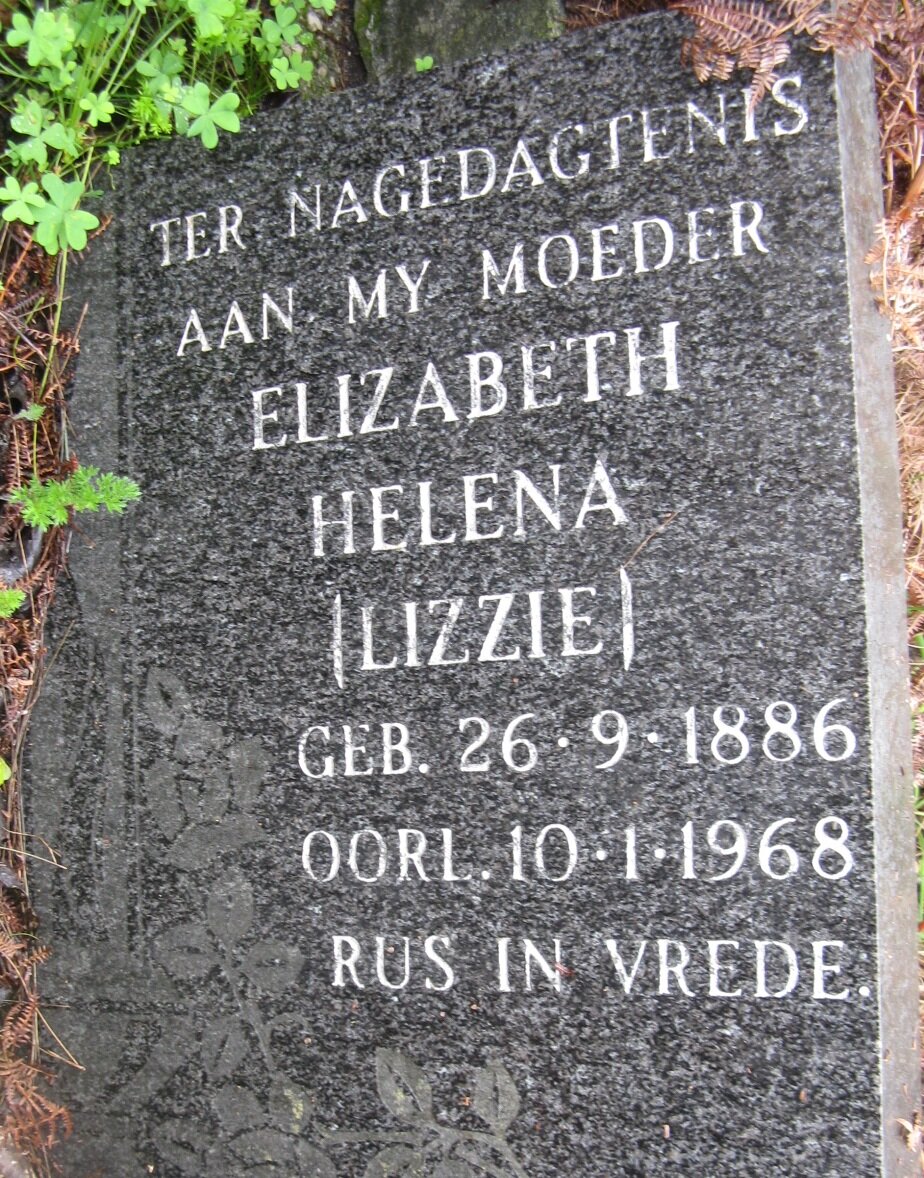 TER NAGEDAGTENIS
AAN MY MOEDER
ELIZABETH
HELENA
(LIZZIE)
GEB. 26·9·1886
OORL. 10·1·1968
RUS IN VREDE.